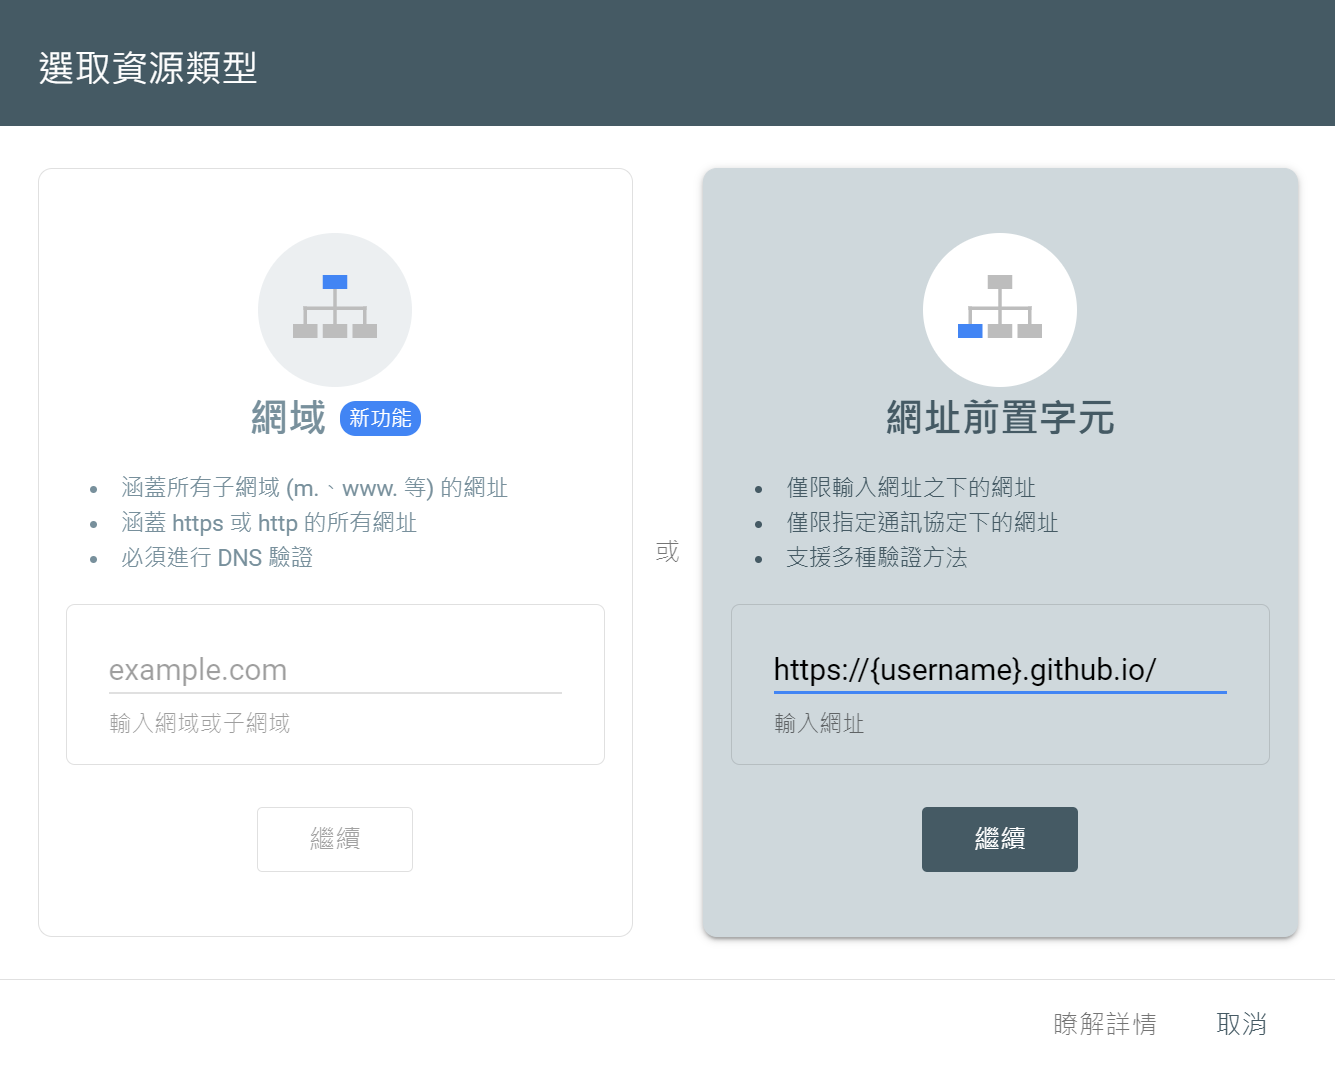 選取資源類型
網域 新功能
涵蓋所有子網域 (m.、www. 等) 的網址
涵蓋 https 或 http 的所有網址
必須進行 DNS 驗證
example.com
輸入網域或子網域
繼續
或
網址前置字元
僅限輸入網址之下的網址
僅限指定通訊協定下的網址
支援多種驗證方法
https://{username}.github.io/
輸入網址
繼續
瞭解詳情 取消